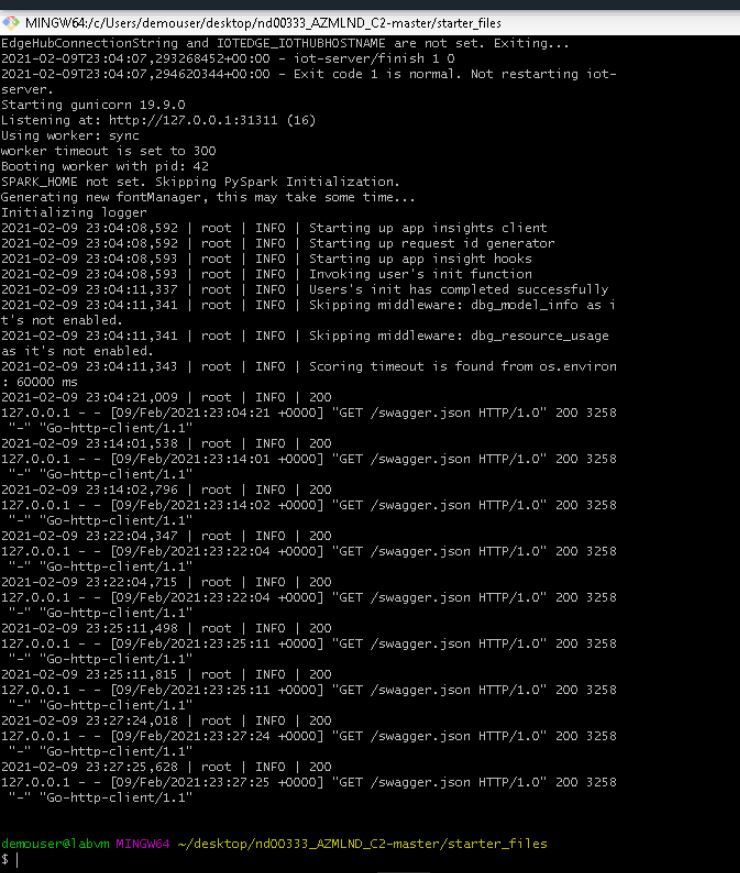 MINGW64:/c/Users/demouser/desktop/nd00333_AZMLND_C2-master/starter_files
EdgeHubConnectionString and IOTEDGE_IOTHUBHOSTNAME are not set. Exiting...
2021-02-09T23:04:07,293268452+00:00 - iot-server/finish 1 0
2021-02-09T23:04:07,294620344+00:00 - Exit code 1 is normal. Not restarting iot-
server.
Starting gunicorn 19.9.0
Listening at: http://127.0.0.1:31311 (16)
Using worker: sync
worker timeout is set to 300
Booting worker with pid: 42
SPARK_HOME not set. Skipping PySpark Initialization.
Generating new fontManager, this may take some time...
Initializing logger
2021-02-09 23:04:08,592 | root | INFO | Starting up app insights client
2021-02-09 23:04:08,592 | root | INFO | Starting up request id generator
2021-02-09 23:04:08,593 | root | INFO | Starting up app insight hooks
2021-02-09 23:04:08,593 | root | INFO | Invoking user's init function
2021-02-09 23:04:11,337 | root | INFO | Users's init has completed successfully
2021-02-09 23:04:11,341 | root | INFO | Skipping middleware: dbg_model_info as i
t's not enabled.
2021-02-09 23:04:11,341 | root | INFO | Skipping middleware: dbg_resource_usage
as it's not enabled.
2021-02-09 23:04:11,343 | root | INFO | Scoring timeout is found from os.environ
: 60000 ms
2021-02-09 23:04:21,009 | root | INFO | 200
127.0.0.1 - - [09/Feb/2021:23:04:21 +0000] "GET /swagger.json HTTP/1.0" 200 3258
"-" "Go-http-client/1.1"
2021-02-09 23:14:01,538 | root | INFO | 200
127.0.0.1 - - [09/Feb/2021:23:14:01 +0000] "GET /swagger.json HTTP/1.0" 200 3258
"-" "Go-http-client/1.1"
2021-02-09 23:14:02,796 | root | INFO | 200
127.0.0.1 - - [09/Feb/2021:23:14:02 +0000] "GET /swagger.json HTTP/1.0" 200 3258
"-" "Go-http-client/1.1"
2021-02-09 23:22:04,347 | root | INFO | 200
127.0.0.1 - - [09/Feb/2021:23:22:04 +0000] "GET /swagger.json HTTP/1.0" 200 3258
"-" "Go-http-client/1.1"
2021-02-09 23:22:04,715 | root | INFO | 200
127.0.0.1 - - [09/Feb/2021:23:22:04 +0000] "GET /swagger.json HTTP/1.0" 200 3258
"-" "Go-http-client/1.1"
2021-02-09 23:25:11,498 | root | INFO | 200
127.0.0.1 - - [09/Feb/2021:23:25:11 +0000] "GET /swagger.json HTTP/1.0" 200 3258
"-" "Go-http-client/1.1"
2021-02-09 23:25:11,815 | root | INFO | 200
127.0.0.1 - - [09/Feb/2021:23:25:11 +0000] "GET /swagger.json HTTP/1.0" 200 3258
"-" "Go-http-client/1.1"
2021-02-09 23:27:24,018 | root | INFO | 200
127.0.0.1 - - [09/Feb/2021:23:27:24 +0000] "GET /swagger.json HTTP/1.0" 200 3258
"-" "Go-http-client/1.1"
2021-02-09 23:27:25,628 | root | INFO | 200
127.0.0.1 - - [09/Feb/2021:23:27:25 +0000] "GET /swagger.json HTTP/1.0" 200 3258
"-" "Go-http-client/1.1"
demouser@labvm MINGW64 ~/desktop/nd00333_AZMLND_C2-master/starter_files
$